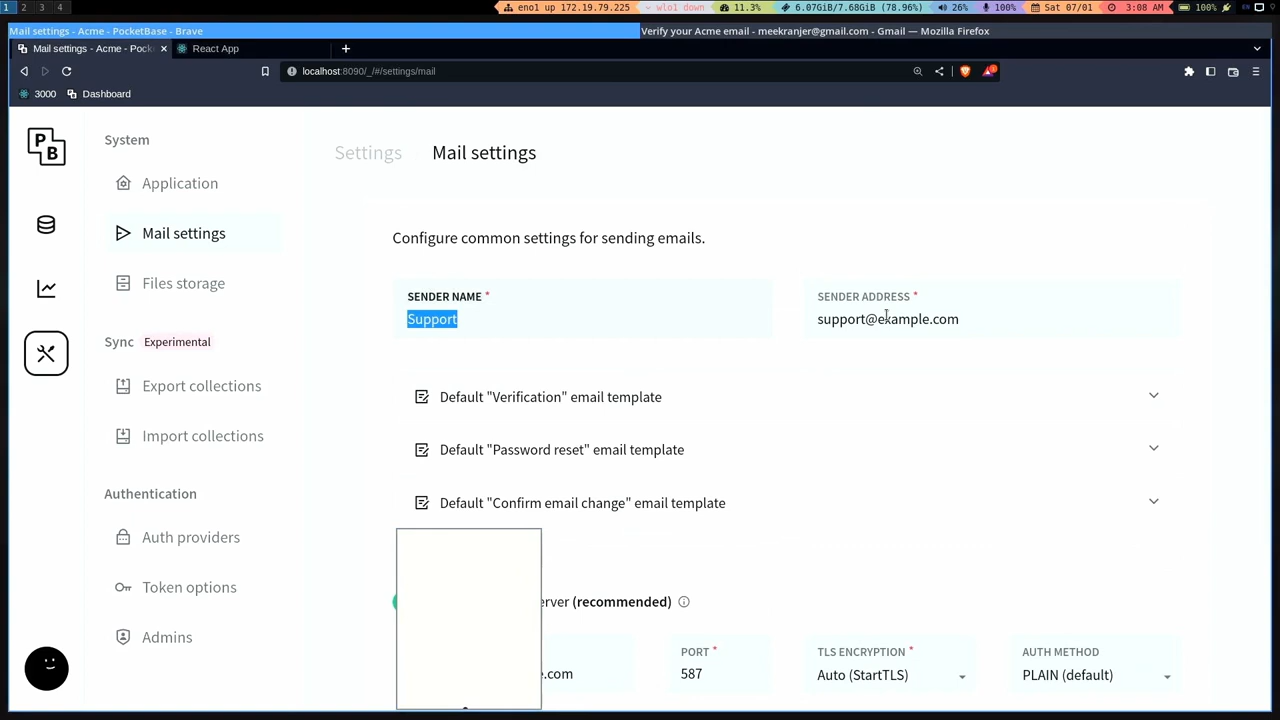 1 2 3 4 eno1 up 172.19.79.225 wlo1 down 11.3% 6.07GiB/7.68GiB (78.96%) 26% 100% Sat 07/01 3:08 AM 100%
Mail settings - Acme - PocketBase - Brave
Verify your Acme email - meekranjer@gmail.com - Gmail — Mozilla Firefox
Mail settings - Acme - Pock
React App
localhost:8090/_/#/settings/mail
3000 Dashboard
P
B
System
Application
Mail settings
Files storage
Sync Experimental
Export collections
Import collections
Authentication
Auth providers
Token options
Admins
Settings Mail settings
Configure common settings for sending emails.
SENDER NAME *
Support
SENDER ADDRESS *
support@example.com
Default "Verification" email template
Default "Password reset" email template
Default "Confirm email change" email template
erver (recommended)
.com
PORT *
587
TLS ENCRYPTION *
Auto (StartTLS)
AUTH METHOD
PLAIN (default)